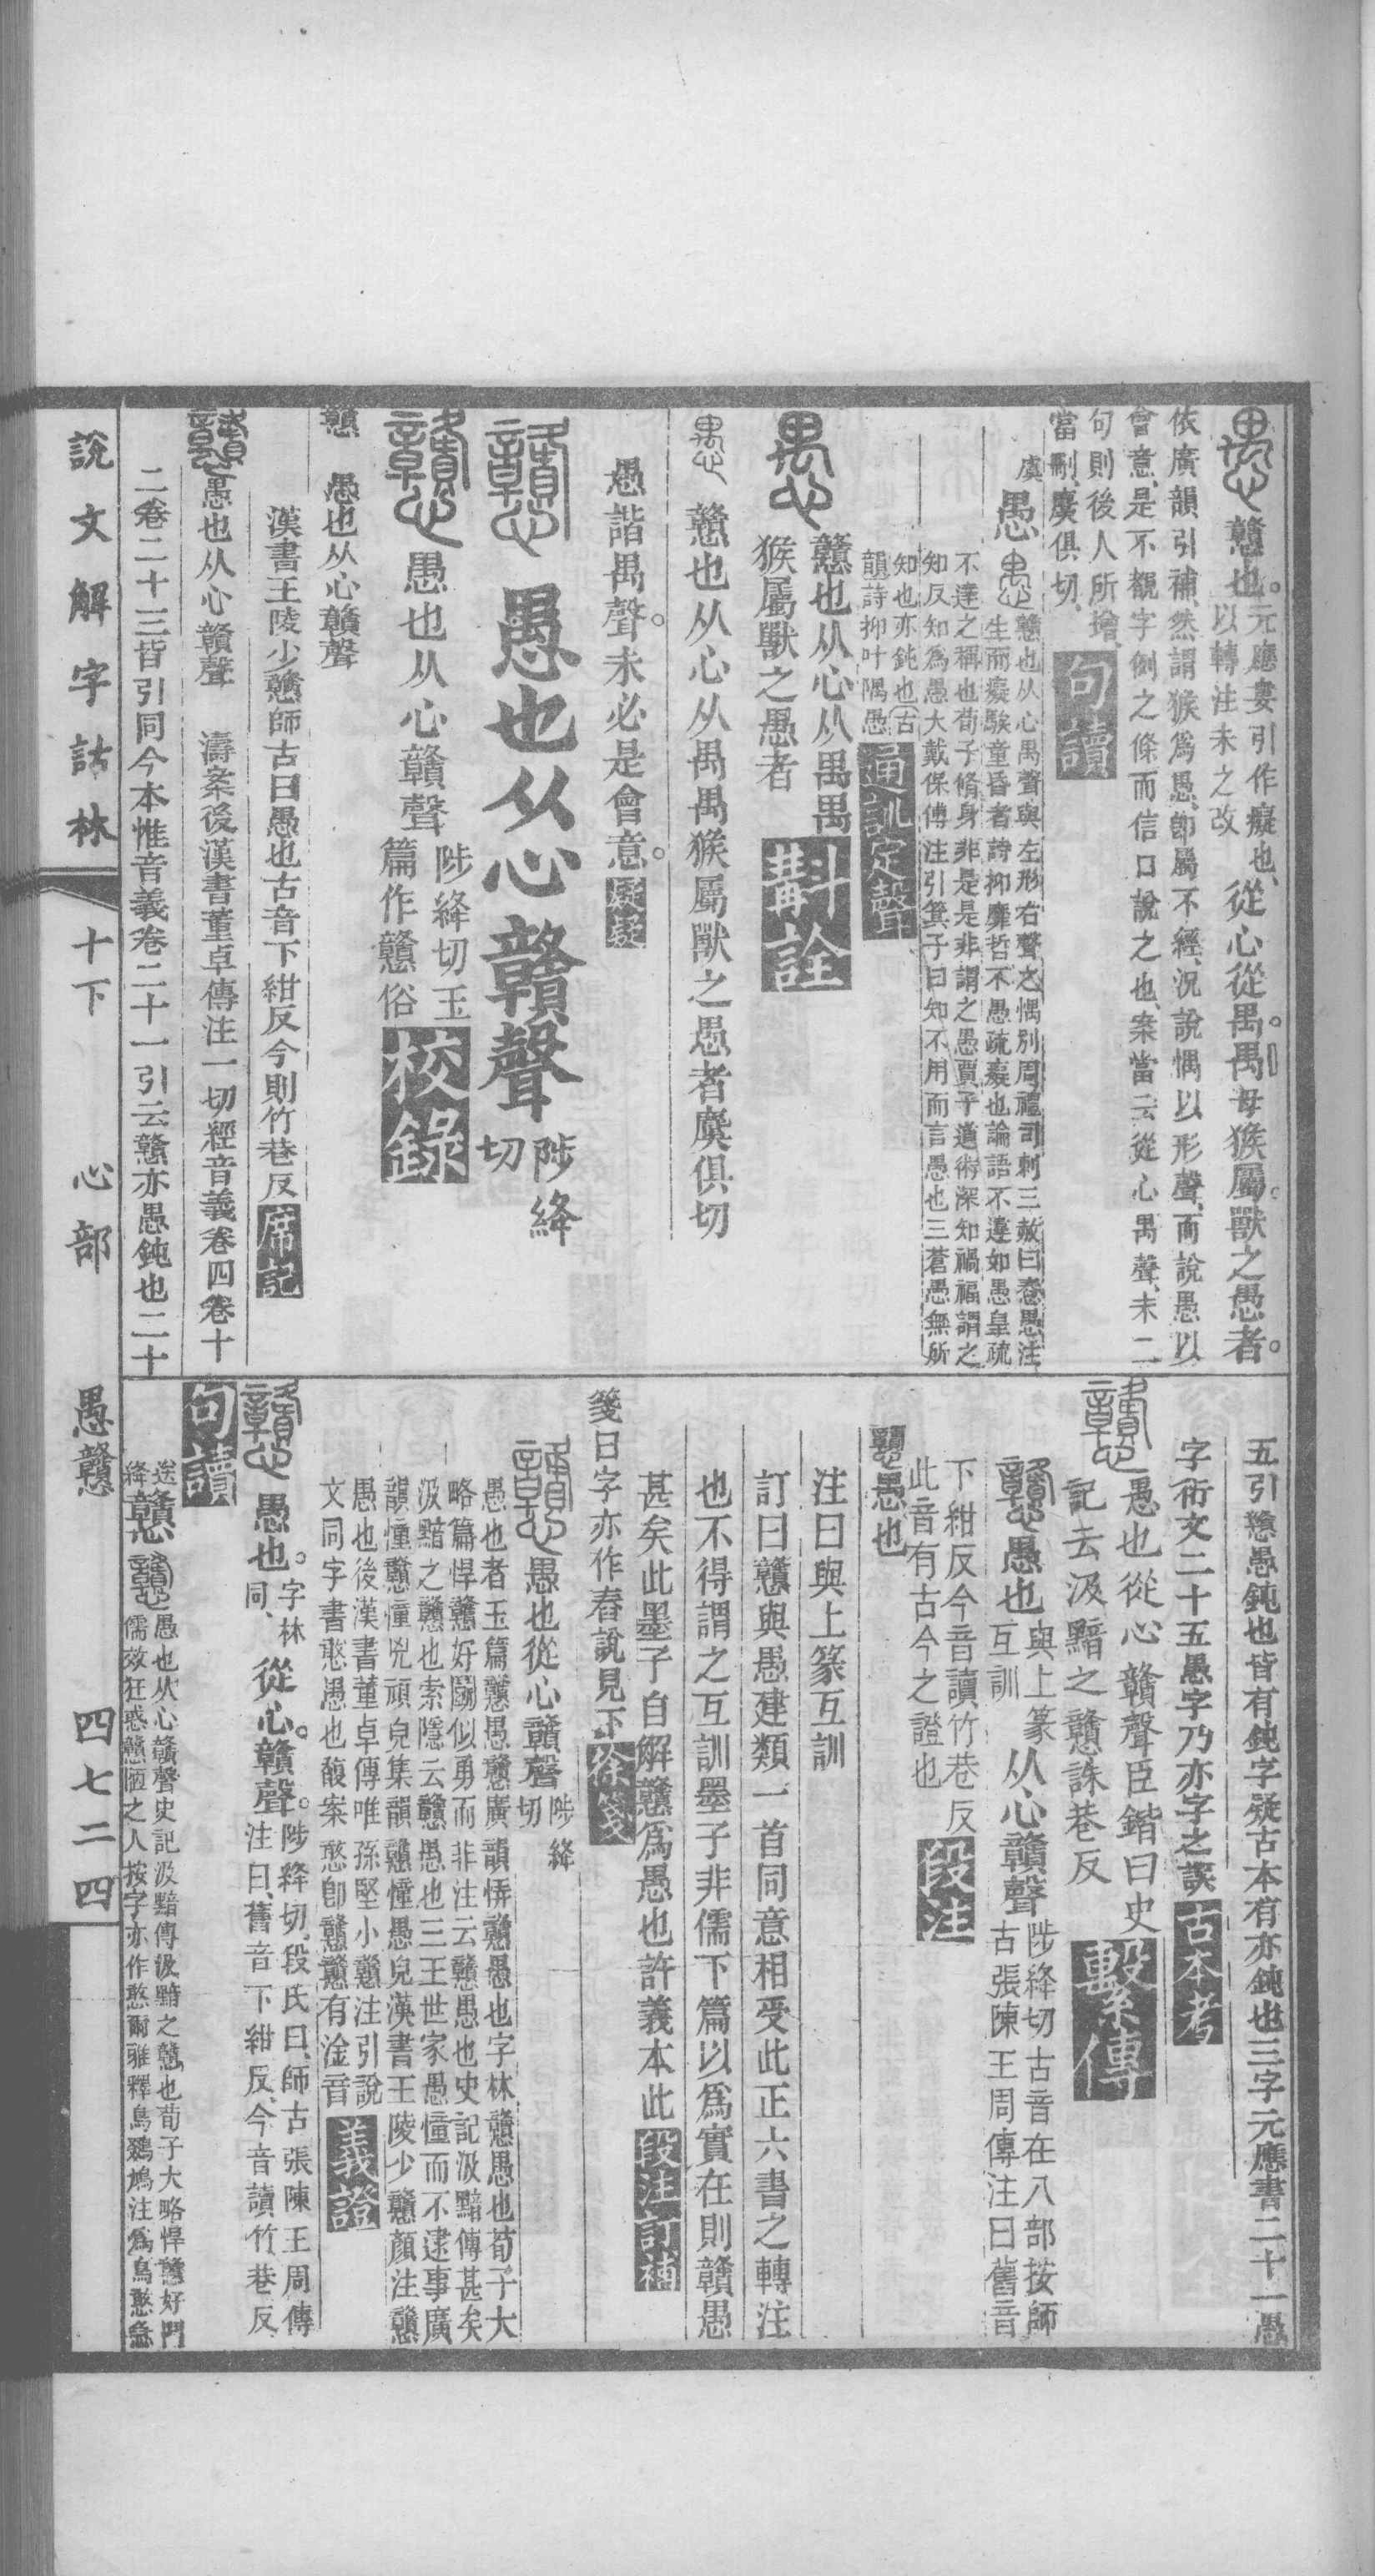 戇也。元應㚻引作癡也、以轉注未之改從心從禺。禺母猴屬。獸之愚者。
依廣韻引補、然謂猴爲愚、卽屬不經、況說惆以形聲、而說愚以
會意、是不觀字例之條而信口說之也、案當云從心禺聲、末二
句則後人所增、
當刪、麌俱切、句讀
虞愚戇也从心禺聲與左形右聲之惆別周禮司刺三赦曰惷愚注
生而癡騃童昏者詩抑靡哲不愚疏癡也論語不違如愚皇疏
不達之稱也荀子脩身非是是非謂之愚賈子道術深知禍福謂之
知反知爲愚大戴保傅注引箕子曰知不用而言愚也三蒼愚無所
知也亦鈍也古
韻詩抑叶隅愚通訓定聲
戇也从心从禺禺
猴屬獸之愚者斠詮
戇也从心从禺禺猴屬獸之愚者麌俱切
愚諧禺聲。未必是會意。疑疑
愚也从心贛聲陟絳切
愚也从心贛聲陟絳切玉篇作戇俗校錄
戇愚也从心贛聲
漢書王陵少戇師古曰愚也古音下紺反今則竹巷反席記
愚也从心贛聲 濤案後漢書董卓傳注一切經音義卷四卷十
二卷二十三皆引同今本惟音義卷二十一引云戇亦愚鈍也二十
五引戇愚鈍也皆有鈍字疑古本有亦鈍也三字元應書二十一愚
字衍文二十五愚字乃亦字之誤古本考
愚也從心贛聲臣鍇曰史
記去汲黯之戇誅巷反繫傳
愚也與上篆互訓从心贛聲陟絳切古音在八部按師古張陳王周傳注曰舊音
下紺反今音讀竹巷反
此音有古今之證也段注
愚也
注曰與上篆互訓
訂曰戇與愚建類一首同意相受此正六書之轉注
也不得謂之互訓墨子非儒下篇以爲實在則贛愚
甚矣此墨子自解戇爲愚也許義本此段注訂補
箋曰字亦作舂說見下徐箋
愚也從心贛聲陟絳切
愚也者玉篇戇愚戇廣韻悻戇愚也字林戇愚也荀子大
略篇悍戇好鬭似勇而非注云戇愚也史記汲黯傳甚矣
汲黯之戇也索隱云戇愚也三王世家愚憧而不逮事廣
韻憧戇憧兇頑皃集韻戇憧愚皃漢書王陵少戇顏注戇
愚也後漢書董卓傳唯孫堅小戇注引說
文同字書憨愚也馥案憨卽戇戇有淦音義證
愚也。字林同、從心。贛聲。陟絳切、段氏曰、師古張陳王周傳注曰、舊音下紺反、今音讀竹巷反
句讀
送絳戇愚也从心贛聲史記汲黯傳汲黯之戇也荀子大略悍戇好鬥
儒效狂惑戇陋之人按字亦作憨爾雅釋鳥鷄鳩注爲鳥憨急
說文解字詁林 十下 心部 愚戇 四七二四